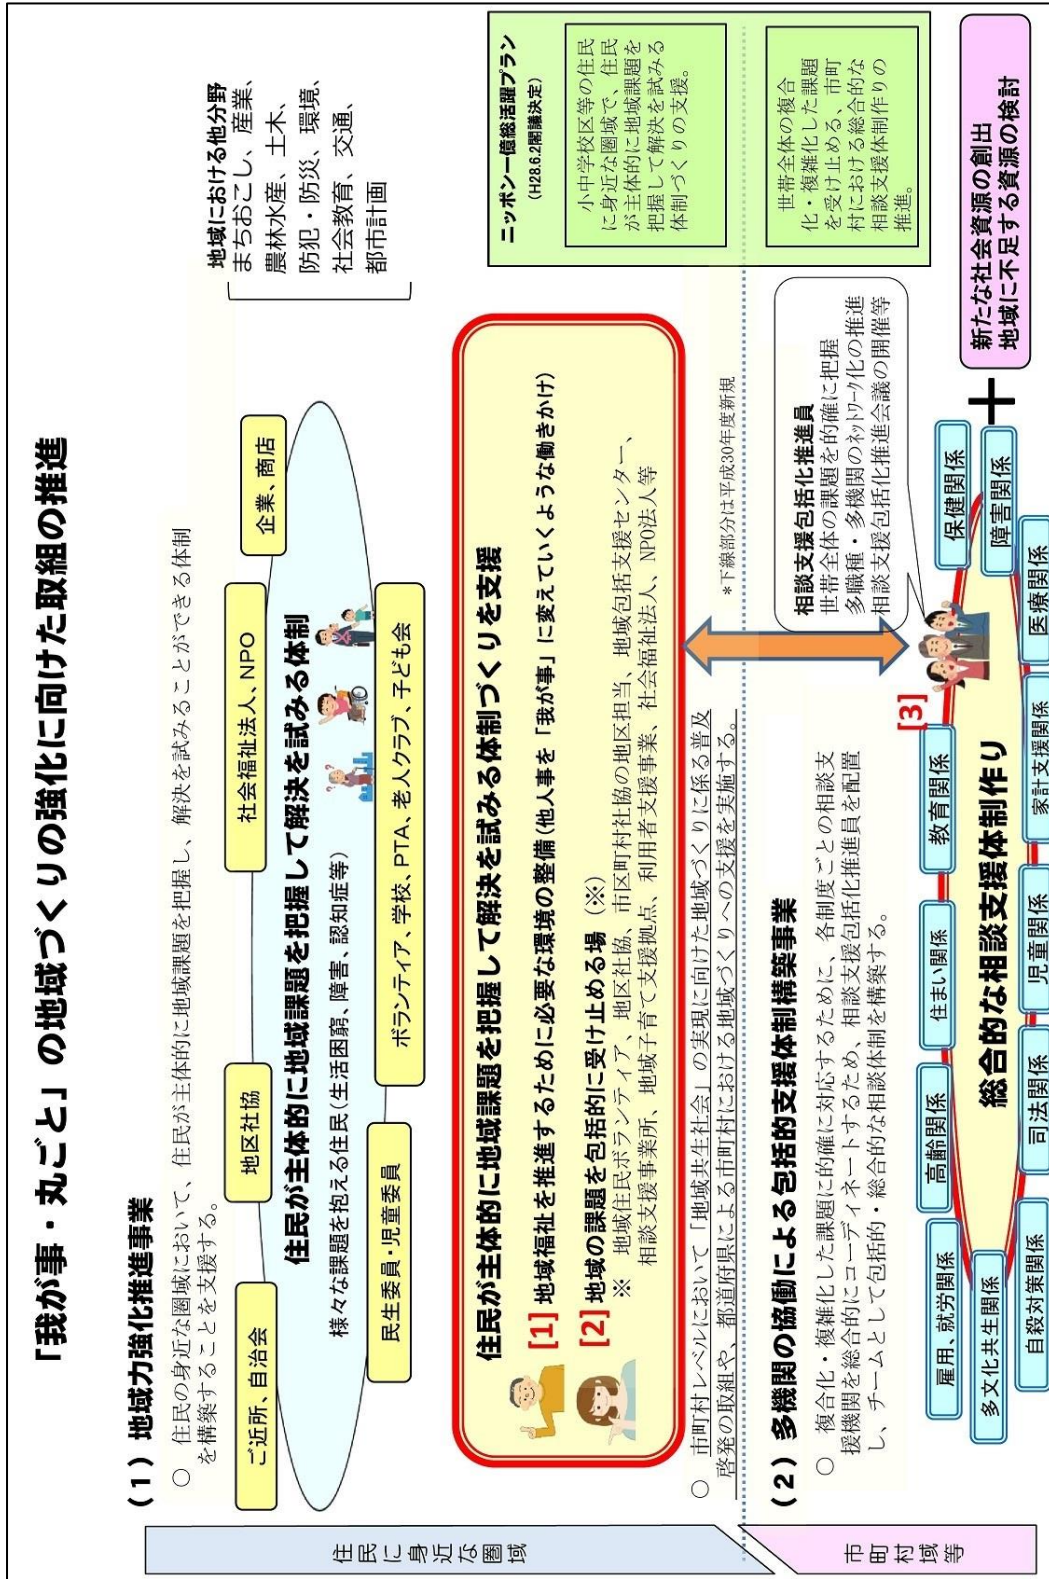 「我が事・丸ごと」の地域づくりの強化に向けた取組の推進
(1)地域力強化推進事業
○ 住民の身近な圏域において、住民が主体的に地域課題を把握し、解決を試みることができる体制
を構築することを支援する。
ご近所、自治会
地区社協
社会福祉法人、NPO
企業、商店
住民が主体的に地域課題を把握して解決を試みる体制
様々な課題を抱える住民(生活困窮、障害、認知症等)
民生委員・児童委員
ボランティア、学校、PTA、老人クラブ、子ども会
地域における他分野
まちおこし、産業、
農林水産、土木、
防犯・防災、環境、
社会教育、交通、
都市計画
住民が主体的に地域課題を把握して解決を試みる体制づくりを支援
[1] 地域福祉を推進するために必要な環境の整備(他人事を「我が事」に変えていくような働きかけ)
[2] 地域の課題を包括的に受け止める場(※)
※ 地域住民ボランティア、地区社協、市区町村社協の地区担当、地域包括支援センター、
相談支援事業所、地域子育て支援拠点、利用者支援事業、社会福祉法人、NPO法人等
ニッポン一億総活躍プラン
(H28.6.2閣議決定)
小中学校区等の住民
に身近な圏域で、住民
が主体的に地域課題を
把握して解決を試みる
体制づくりの支援。
世帯全体の複合
化・複雑化した課題
を受け止める、市町
村における総合的な
相談支援体制作りの
推進。
○ 市町村レベルにおいて「地域共生社会」の実現に向けた地域づくりに係る普及
啓発の取組や、都道府県による市町村における地域づくりへの支援を実施する。
*下線部分は平成30年度新規
住民に身近な圏域
市町村域等
(2)多機関の協働による包括的支援体制構築事業
○ 複合化・複雑化した課題に的確に対応するために、各制度ごとの相談支
援機関を総合的にコーディネートするため、相談支援包括化推進員を配置
し、チームとして包括的・総合的な相談体制を構築する。
相談支援包括化推進員
世帯全体の課題を的確に把握
多職種・多機関のネットワーク化の推進
相談支援包括化推進会議の開催等
[3]
雇用、就労関係
高齢関係
住まい関係
教育関係
保健関係
多文化共生関係
総合的な相談支援体制作り
障害関係
自殺対策関係
司法関係
児童関係
家計支援関係
医療関係
+
新たな社会資源の創出
地域に不足する資源の検討